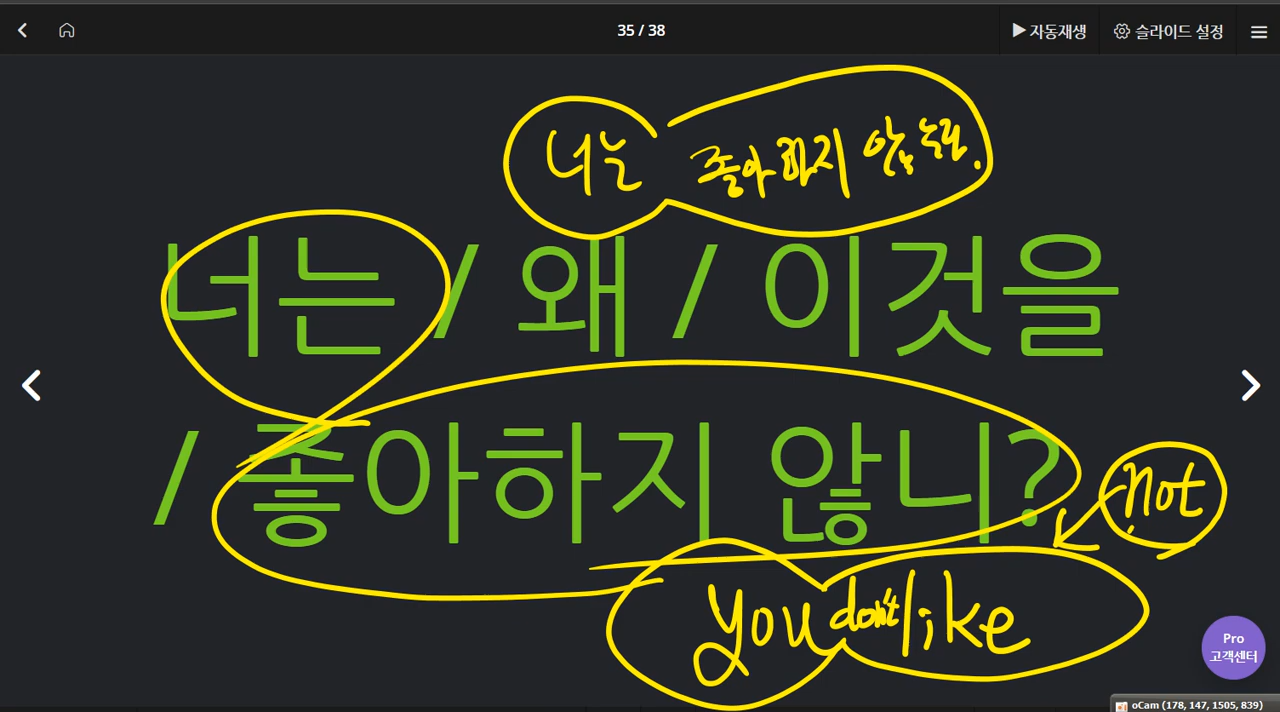 35 / 38
▶ 자동재생
슬라이드 설정
너는 좋아하지 않는다.
너는 / 왜 / 이것을
/ 좋아하지 않니?
not
you don't like
Pro
고객센터
oCam (178, 147, 1505, 839)